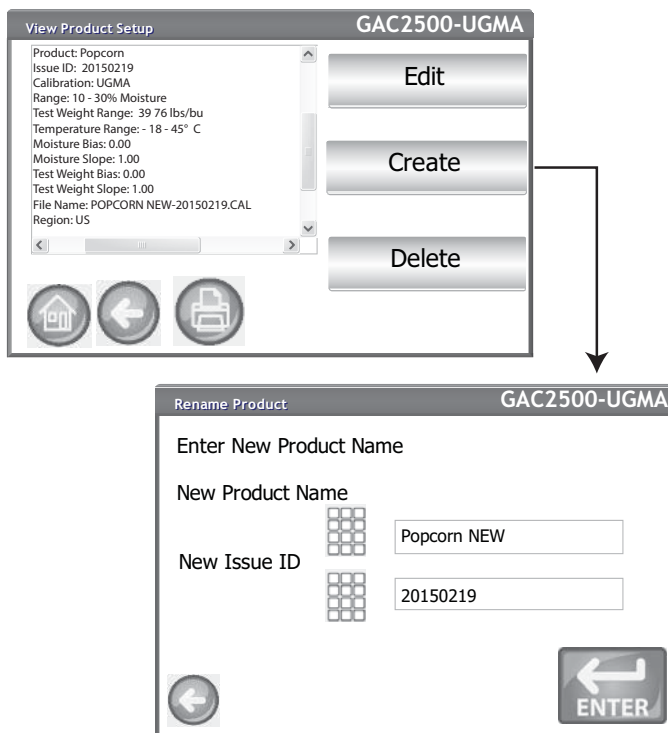 View Product Setup GAC2500-UGMA
Product: Popcorn
Issue ID: 20150219
Calibration: UGMA
Range: 10 - 30% Moisture
Test Weight Range: 39 76 lbs/bu
Temperature Range: - 18 - 45° C
Moisture Bias: 0.00
Moisture Slope: 1.00
Test Weight Bias: 0.00
Test Weight Slope: 1.00
File Name: POPCORN NEW-20150219.CAL
Region: US
Edit
Create
Delete
Rename Product GAC2500-UGMA
Enter New Product Name
New Product Name
Popcorn NEW
New Issue ID
20150219
ENTER